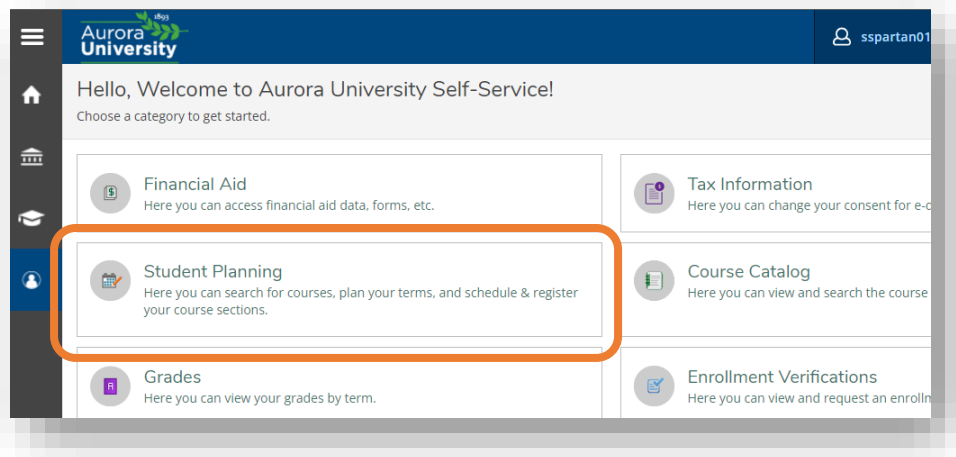 1893
Aurora
University
sspartan01
Hello, Welcome to Aurora University Self-Service!
Choose a category to get started.
Financial Aid
Here you can access financial aid data, forms, etc.
Tax Information
Here you can change your consent for e-
Student Planning
Here you can search for courses, plan your terms, and schedule & register
your course sections.
Course Catalog
Here you can view and search the course
Grades
Here you can view your grades by term.
Enrollment Verifications
Here you can view and request an enrollm